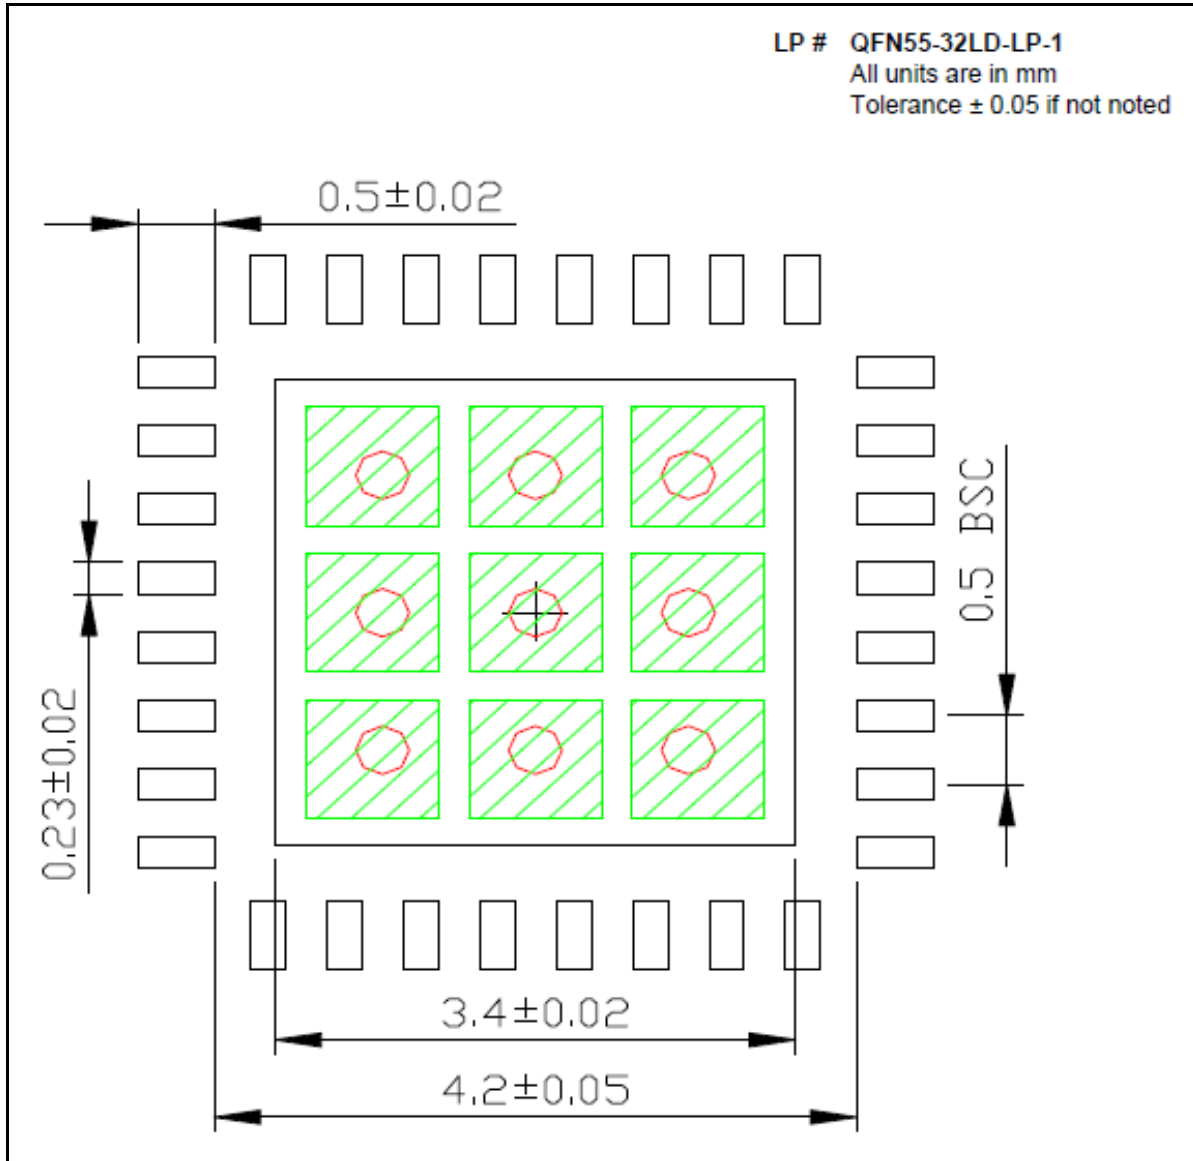 LP # QFN55-32LD-LP-1
All units are in mm
Tolerance ± 0.05 if not noted
0.5±0.02
0.5 BSC
0.23±0.02
3.4±0.02
4.2±0.05